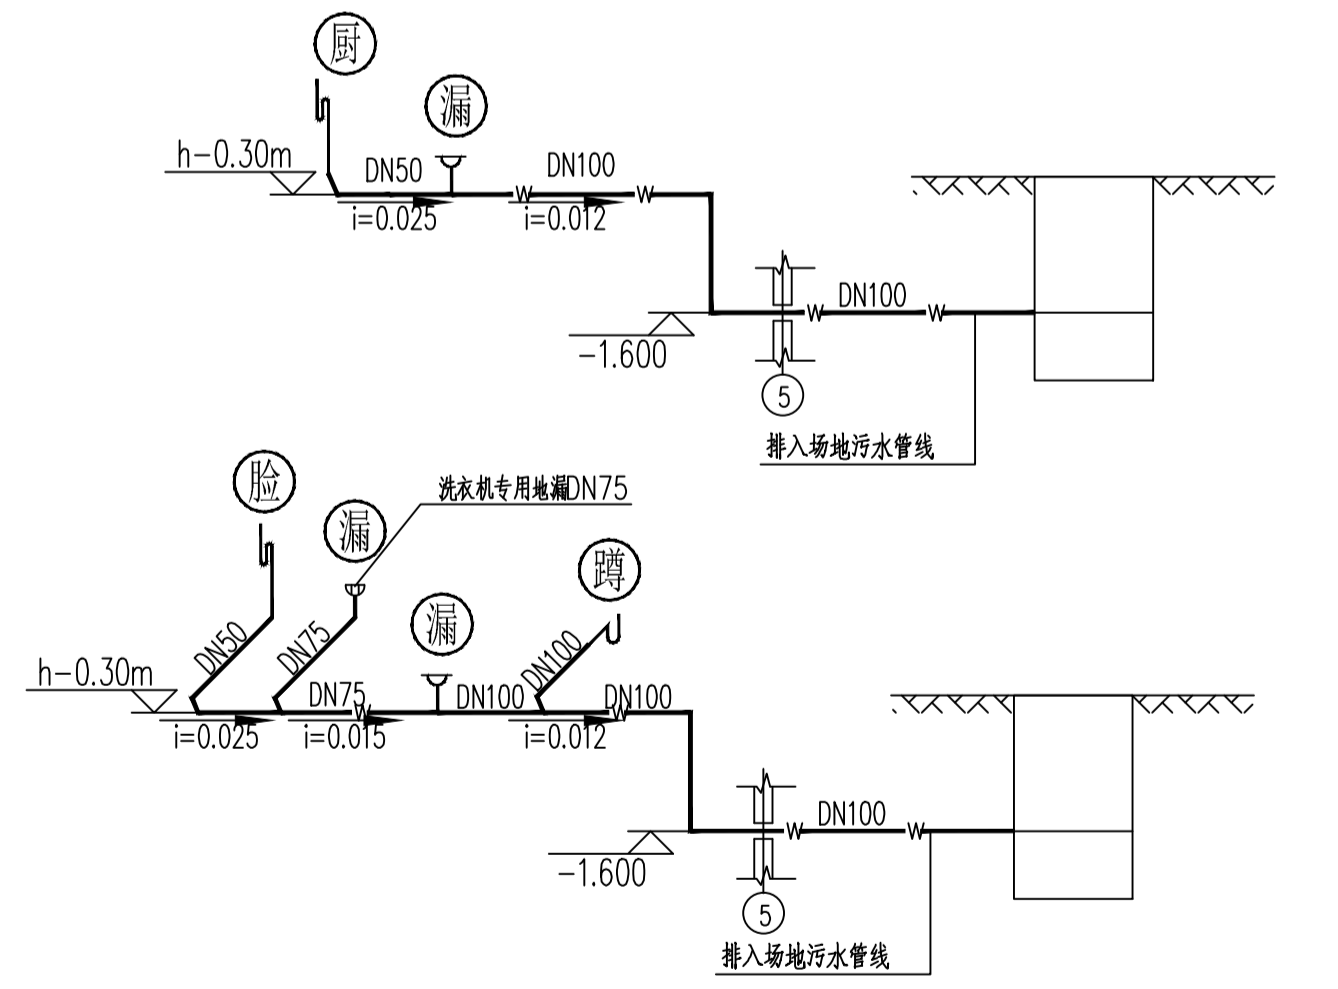 厨
漏
h-0.30m
DN50
DN100
i=0.025
i=0.012
W
W
DN100
W
W
-1.600
5
排入场地污水管线
脸
漏
洗衣机专用地漏DN75
蹲
漏
DN50
DN75
DN100
h-0.30m
DN75
DN100
DN100
W
W
i=0.025
i=0.015
i=0.012
DN100
W
W
-1.600
5
排入场地污水管线